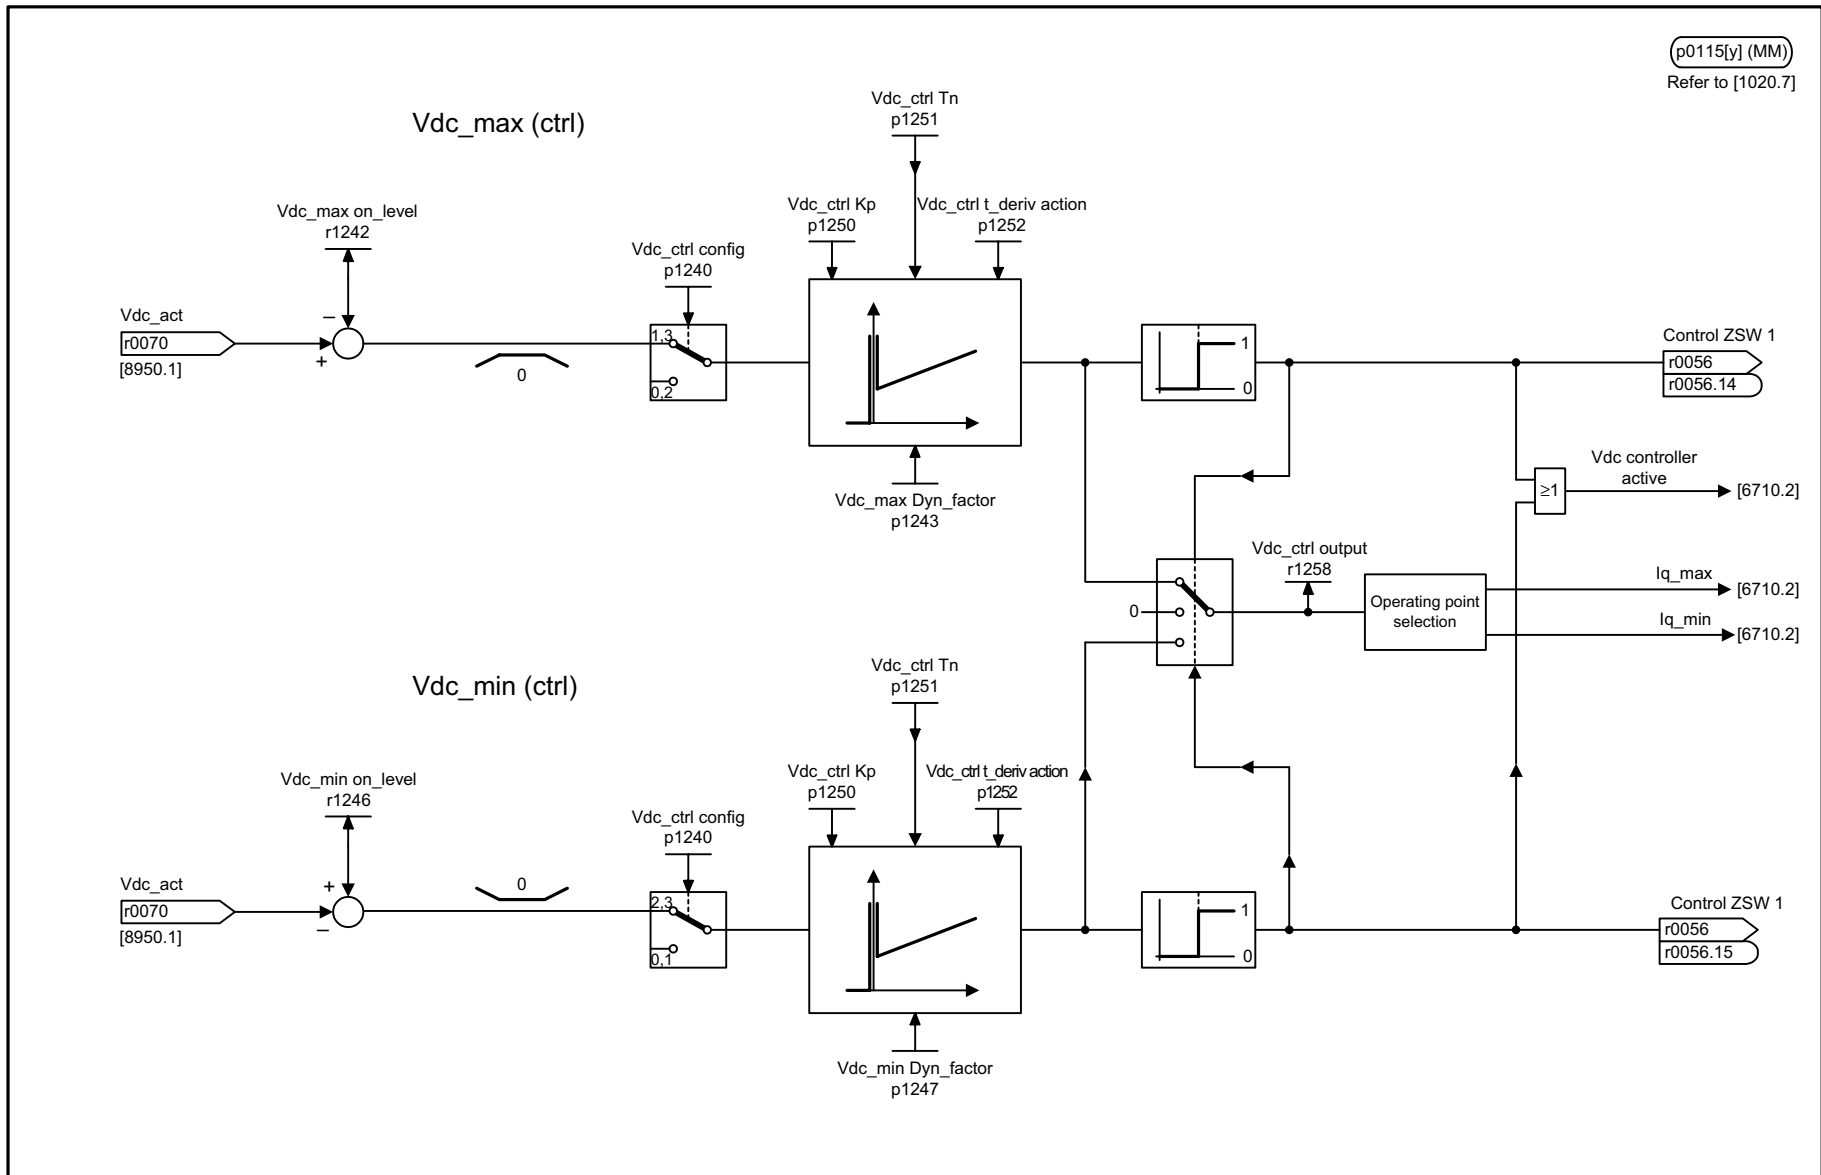 p0115[y] (MM)
Refer to [1020.7]
Vdc_max (ctrl)
Vdc_ctrl Tn
p1251
Vdc_max on_level
r1242
Vdc_ctrl Kp
p1250
Vdc_ctrl t_deriv action
p1252
Vdc_ctrl config
p1240
Vdc_act
r0070
[8950.1]
–
+
0
1,3
0,2
1
0
Control ZSW 1
r0056
r0056.14
Vdc_max Dyn_factor
p1243
≥1
Vdc controller
active
[6710.2]
Vdc_ctrl output
r1258
0
Operating point
selection
Iq_max
[6710.2]
Iq_min
[6710.2]
Vdc_min (ctrl)
Vdc_ctrl Tn
p1251
Vdc_min on_level
r1246
Vdc_ctrl Kp
p1250
Vdc_ctrl t_deriv action
p1252
Vdc_ctrl config
p1240
Vdc_act
r0070
[8950.1]
+
–
0
2,3
0,1
1
0
Control ZSW 1
r0056
r0056.15
Vdc_min Dyn_factor
p1247